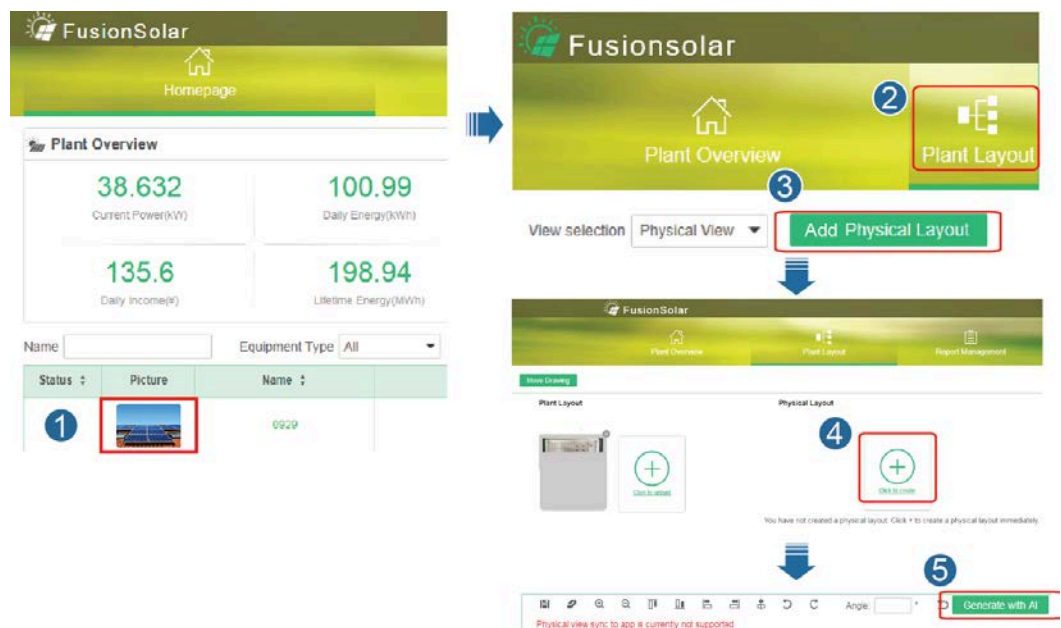 FusionSolar
Homepage
Plant Overview
38.632
Current Power(kW)
100.99
Daily Energy(kWh)
135.6
Daily Income(¥)
198.94
Lifetime Energy(MWh)
Name
Equipment Type All
Status Picture Name
1
0929
Fusionsolar
2
Plant Overview
Plant Layout
3
View selection Physical View
Add Physical Layout
FusionSolar
Plant Overview
Plant Layout
Report Management
Move Drawing
Plant Layout
Physical Layout
4
Click to upload
Click to create
You have not created a physical layout. Click + to create a physical layout immediately.
5
Angle: °
Generate with AI
Physical view sync to app is currently not supported